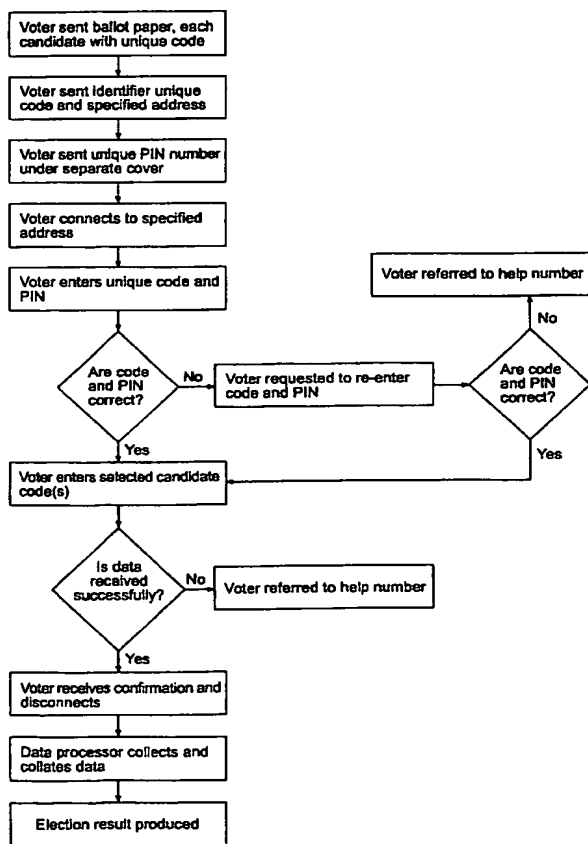 Voter sent ballot paper, each
candidate with unique code
Voter sent identifier unique
code and specified address
Voter sent unique PIN number
under separate cover
Voter connects to specified
address
Voter enters unique code and
PIN
Voter referred to help number
No
Are code
and PIN
correct?
No
Voter requested to re-enter
code and PIN
Are code
and PIN
correct?
Yes
Yes
Voter enters selected candidate
code(s)
Is data
received
successfully?
No
Voter referred to help number
Yes
Voter receives confirmation and
disconnects
Data processor collects and
collates data
Election result produced